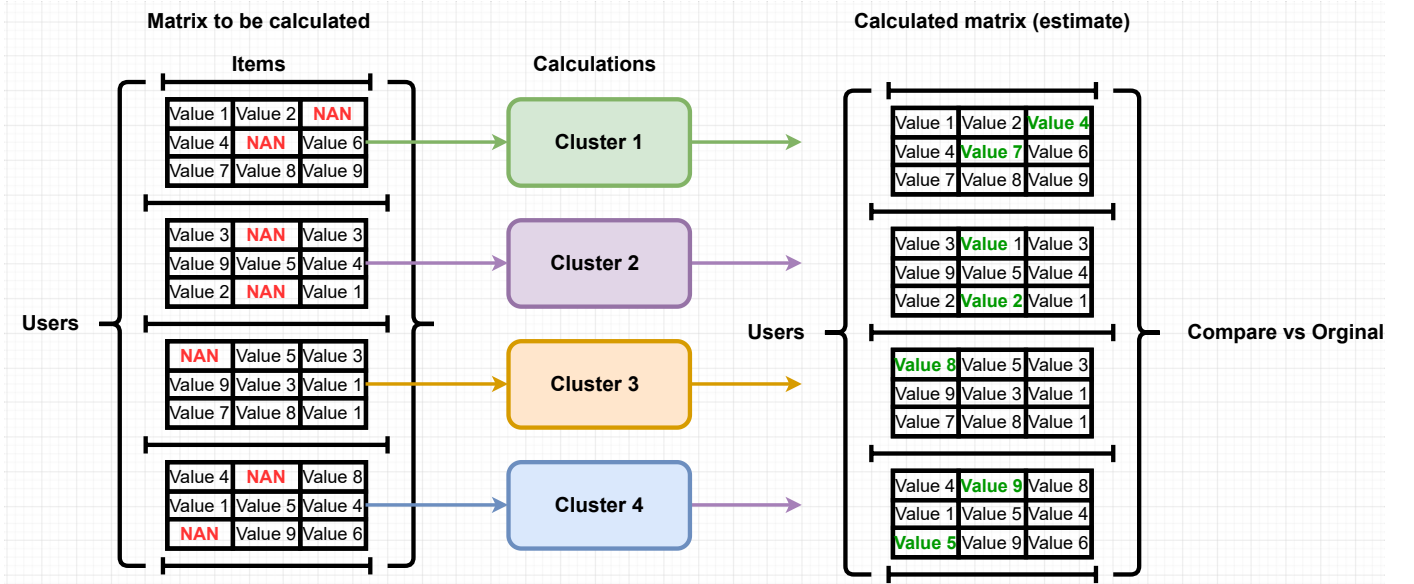 Matrix to be calculated
Calculated matrix (estimate)
Items
Calculations
Value 1 Value 2 NAN
Value 4 NAN Value 6
Value 7 Value 8 Value 9
Cluster 1
Value 1 Value 2 Value 4
Value 4 Value 7 Value 6
Value 7 Value 8 Value 9
Value 3 NAN Value 3
Value 9 Value 5 Value 4
Value 2 NAN Value 1
Cluster 2
Value 3 Value 1 Value 3
Value 9 Value 5 Value 4
Value 2 Value 2 Value 1
Users
Users
Compare vs Orginal
NAN Value 5 Value 3
Value 9 Value 3 Value 1
Value 7 Value 8 Value 1
Cluster 3
Value 8 Value 5 Value 3
Value 9 Value 3 Value 1
Value 7 Value 8 Value 1
Value 4 NAN Value 8
Value 1 Value 5 Value 4
NAN Value 9 Value 6
Cluster 4
Value 4 Value 9 Value 8
Value 1 Value 5 Value 4
Value 5 Value 9 Value 6